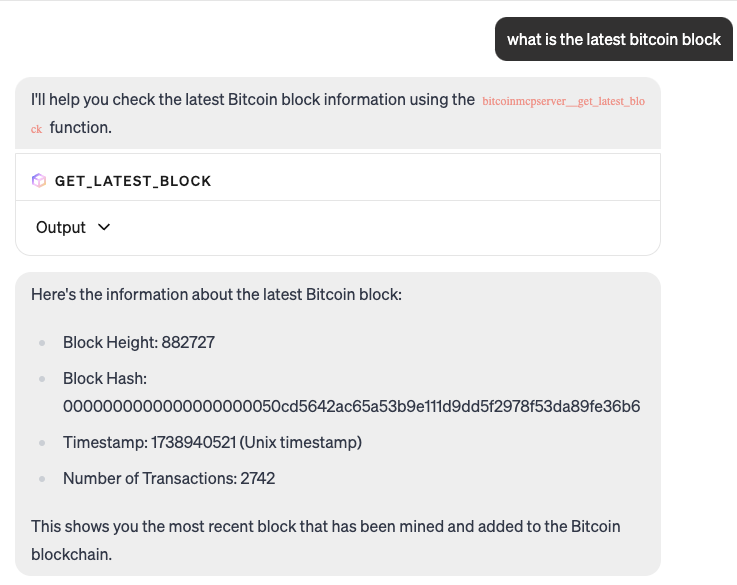 what is the latest bitcoin block
I'll help you check the latest Bitcoin block information using the bitcoinmcpserver__get_latest_blo
ck function.
GET_LATEST_BLOCK
Output
Here's the information about the latest Bitcoin block:
Block Height: 882727
Block Hash:
0000000000000000000050cd5642ac65a53b9e111d9dd5f2978f53da89fe36b6
Timestamp: 1738940521 (Unix timestamp)
Number of Transactions: 2742
This shows you the most recent block that has been mined and added to the Bitcoin
blockchain.